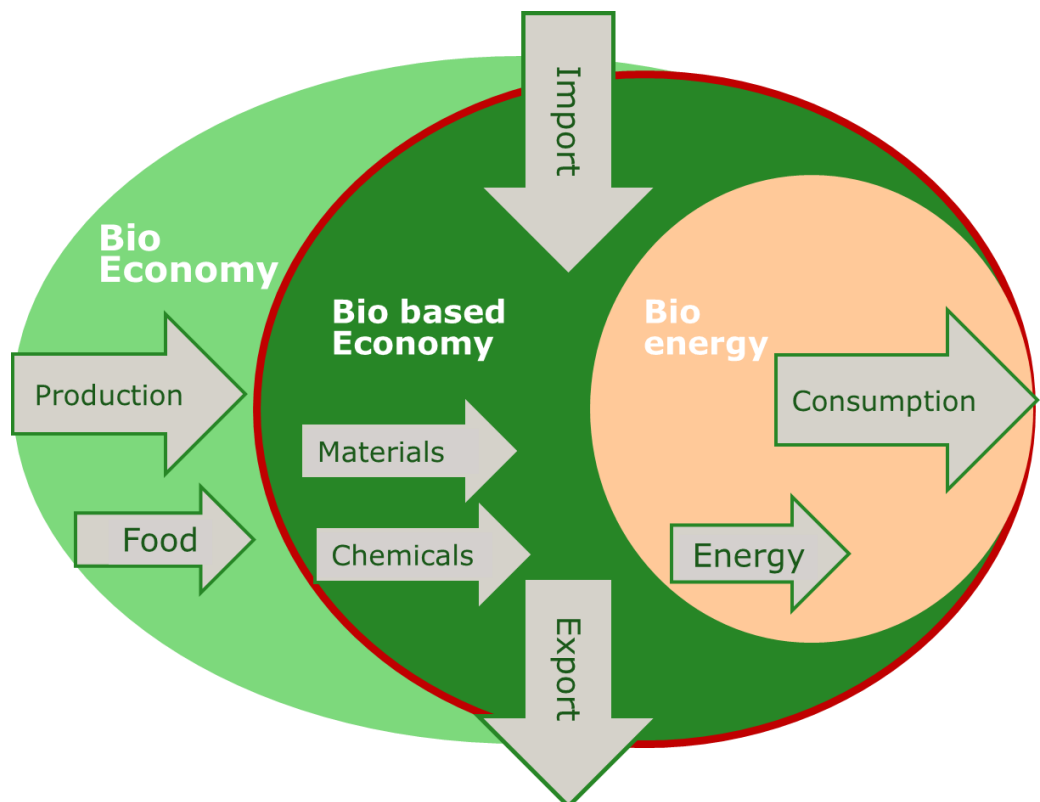 Import
Bio
Economy
Bio based
Economy
Bio
energy
Production
Consumption
Materials
Food
Chemicals
Energy
Export